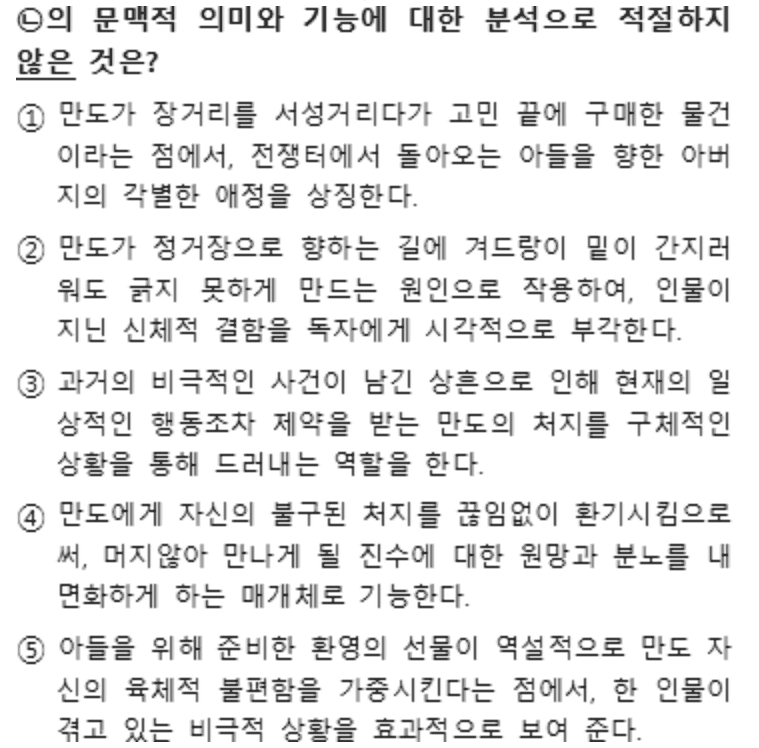 ㉡의 문맥적 의미와 기능에 대한 분석으로 적절하지
않은 것은?
① 만도가 장거리를 서성거리다가 고민 끝에 구매한 물건
이라는 점에서, 전쟁터에서 돌아오는 아들을 향한 아버
지의 각별한 애정을 상징한다.
② 만도가 정거장으로 향하는 길에 겨드랑이 밑이 간지러
워도 긁지 못하게 만드는 원인으로 작용하여, 인물이
지닌 신체적 결함을 독자에게 시각적으로 부각한다.
③ 과거의 비극적인 사건이 남긴 상흔으로 인해 현재의 일
상적인 행동조차 제약을 받는 만도의 처지를 구체적인
상황을 통해 드러내는 역할을 한다.
④ 만도에게 자신의 불구된 처지를 끊임없이 환기시킴으로
써, 머지않아 만나게 될 진수에 대한 원망과 분노를 내
면화하게 하는 매개체로 기능한다.
⑤ 아들을 위해 준비한 환영의 선물이 역설적으로 만도 자
신의 육체적 불편함을 가중시킨다는 점에서, 한 인물이
겪고 있는 비극적 상황을 효과적으로 보여 준다.